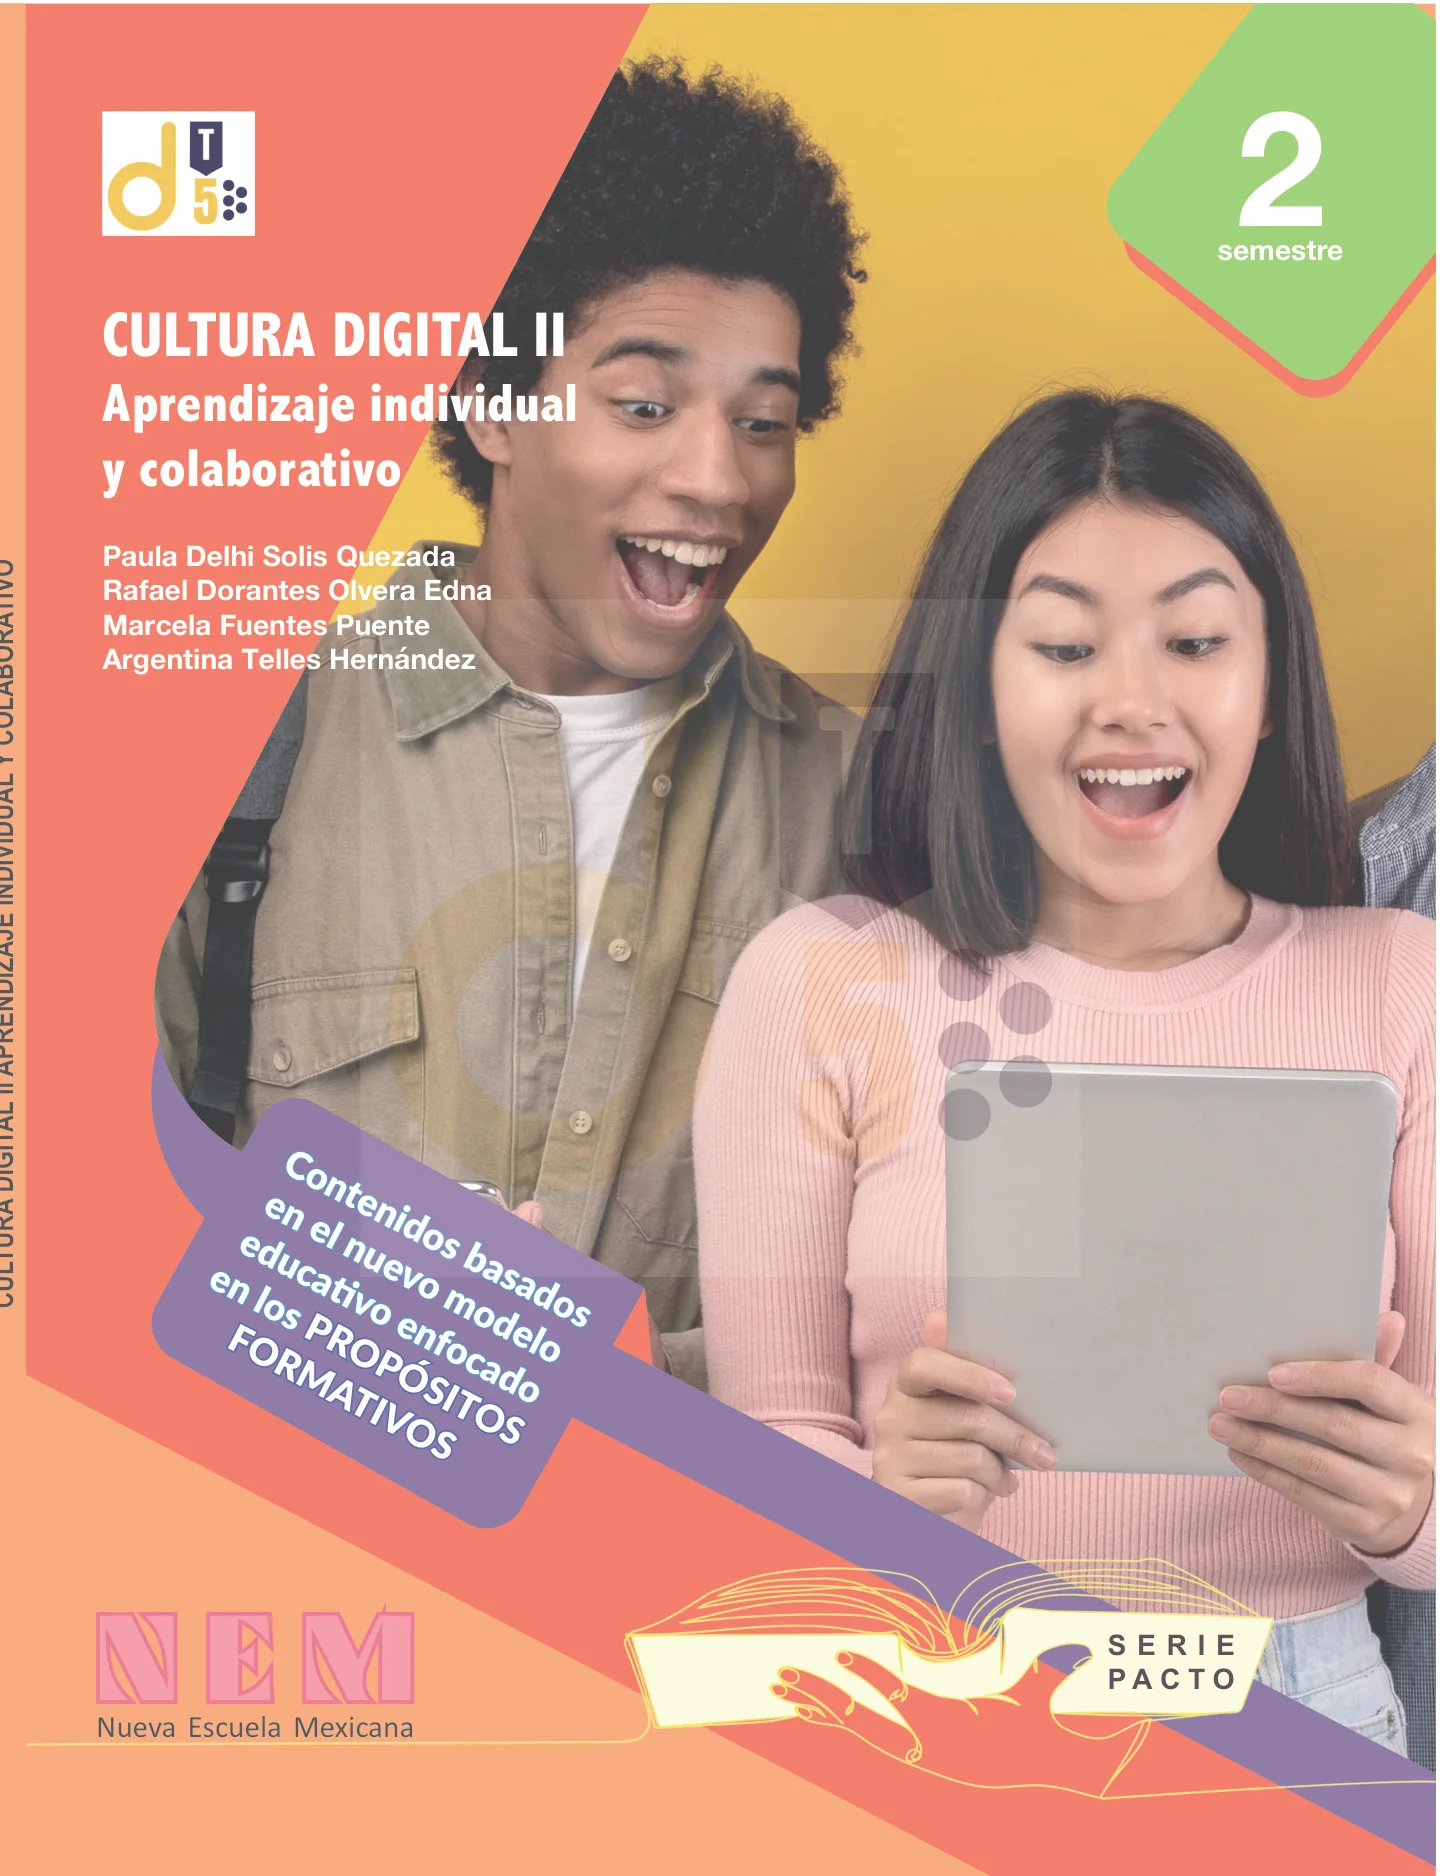 d T
5
2
semestre
CULTURA DIGITAL II
Aprendizaje individual
y colaborativo
Paula Delhi Solis Quezada
Rafael Dorantes Olvera Edna
Marcela Fuentes Puente
Argentina Telles Hernández
CULTURA DIGITAL II APRENDIZAJE INDIVIDUAL Y COLABORATIVO
T
5
Contenidos basados
en el nuevo modelo
educativo enfocado
en los PROPÓSITOS
FORMATIVOS
SERIE
PACTO
NEM
Nueva Escuela Mexicana